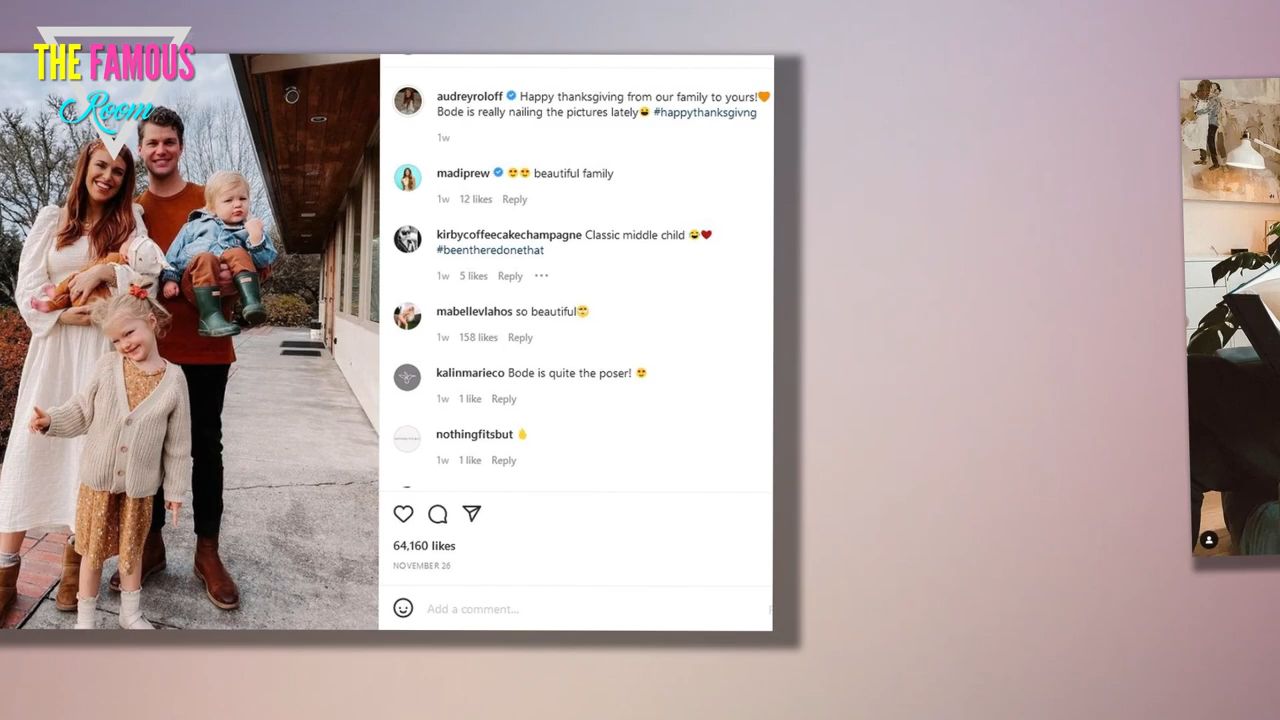 THE FAMOUS
Room
audreyroloff Happy thanksgiving from our family to yours!🧡
Bode is really nailing the pictures lately😂 #happythanksgivng
1w
madiprew 😍😍 beautiful family
1w 12 likes Reply
kirbycoffeecakechampagne Classic middle child 😂❤️
#beentheredonethat
1w 5 likes Reply •••
mabellevlahos so beautiful🥰
1w 158 likes Reply
kalinmarieco Bode is quite the poser! 😍
1w 1 like Reply
nothingfitsbut 👌
1w 1 like Reply
64,160 likes
NOVEMBER 26
Add a comment...